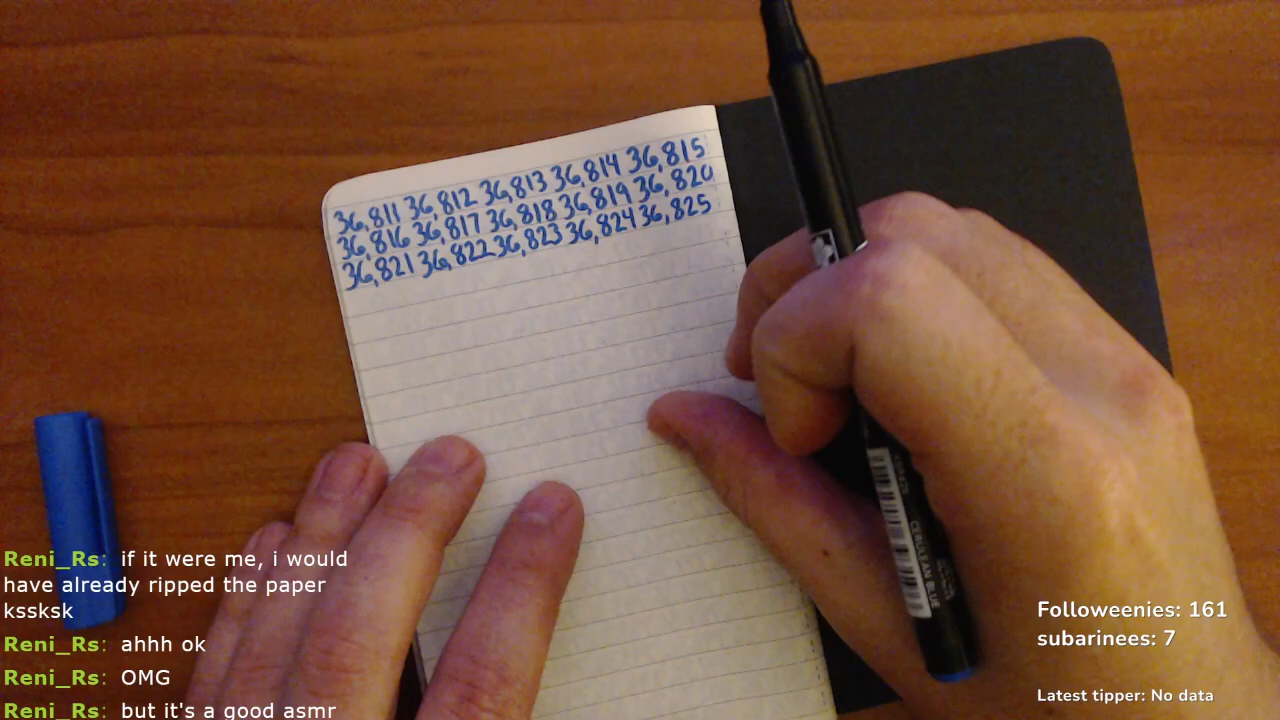 36,811 36,812 36,813 36,814 36,815
36,816 36,817 36,818 36,819 36,820
36,821 36,822 36,823 36,824 36,825
CERULEAN BLUE
Reni_Rs: if it were me, i would
have already ripped the paper
kssksk
Reni_Rs: ahhh ok
Reni_Rs: OMG
Reni_Rs: but it's a good asmr
Followeenies: 161
subarinees: 7
Latest tipper: No data